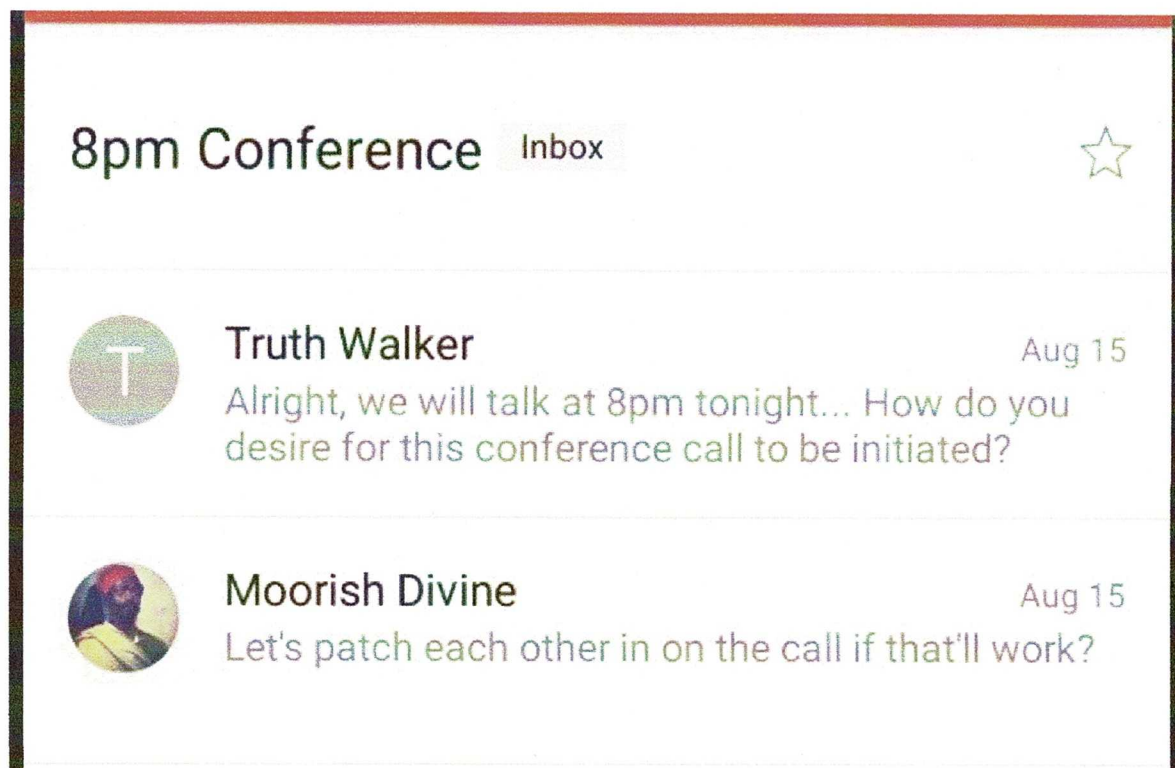 8pm Conference Inbox
T
Truth Walker
Aug 15
Alright, we will talk at 8pm tonight... How do you
desire for this conference call to be initiated?
Moorish Divine
Aug 15
Let's patch each other in on the call if that'll work?